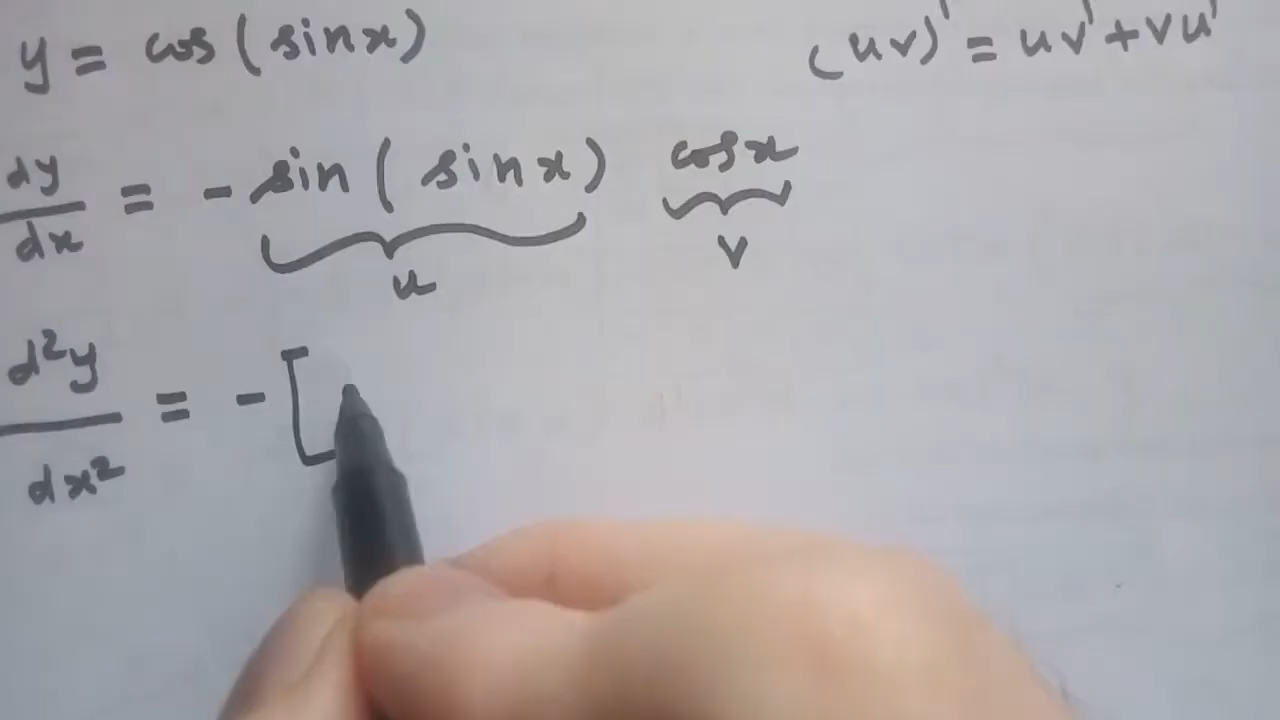 y = cos(sinx)
(uv)' = uv' + vu'
dy/dx = - sin(sinx) cosx
u
v
d²y/dx² = - [